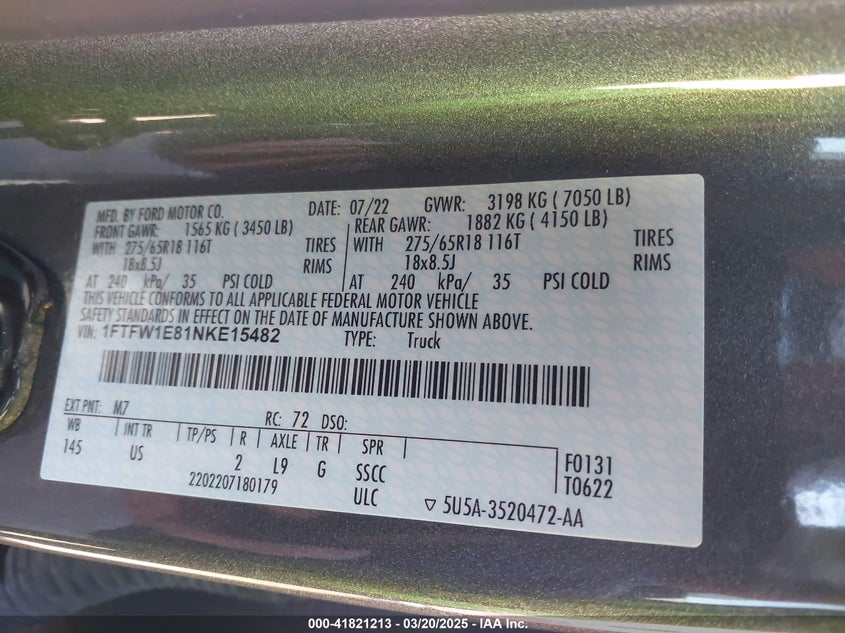 MFD. BY FORD MOTOR CO. DATE: 07/22 GVWR: 3198 KG ( 7050 LB)
FRONT GAWR: 1565 KG ( 3450 LB) REAR GAWR: 1882 KG ( 4150 LB)
WITH 275/65R18 116T TIRES WITH 275/65R18 116T TIRES
18x8.5J RIMS 18x8.5J RIMS
AT 240 kPa/ 35 PSI COLD AT 240 kPa/ 35 PSI COLD
THIS VEHICLE CONFORMS TO ALL APPLICABLE FEDERAL MOTOR VEHICLE
SAFETY STANDARDS IN EFFECT ON THE DATE OF MANUFACTURE SHOWN ABOVE.
VIN: 1FTFW1E81NKE15482 TYPE: Truck
EXT PNT: M7 RC: 72 DSO:
WB INT TR TP/PS R AXLE TR SPR
145 US 2 L9 G SSCC F0131
2202207180179 ULC T0622
▽ 5U5A-3520472-AA
000-41821213 - 03/20/2025 - IAA Inc.